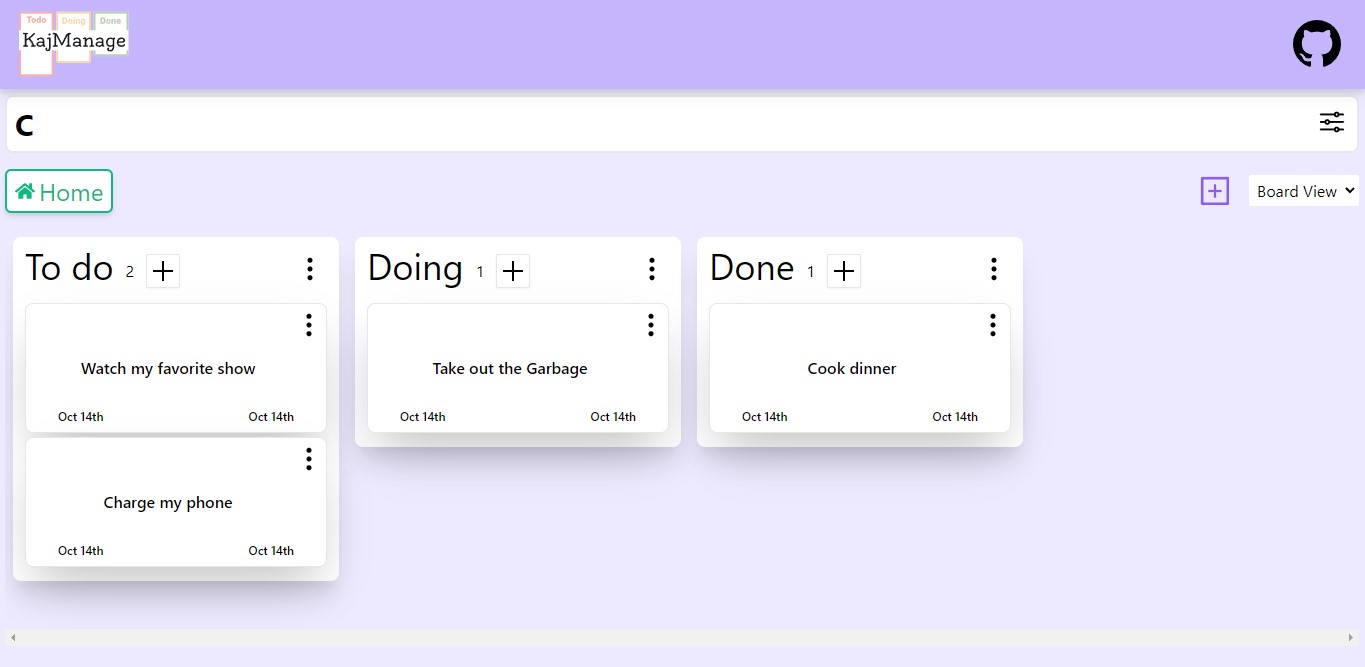 Todo Doing Done
KajManage
C
Home
Board View
To do 2
Watch my favorite show
Oct 14th Oct 14th
Charge my phone
Oct 14th Oct 14th
Doing 1
Take out the Garbage
Oct 14th Oct 14th
Done 1
Cook dinner
Oct 14th Oct 14th